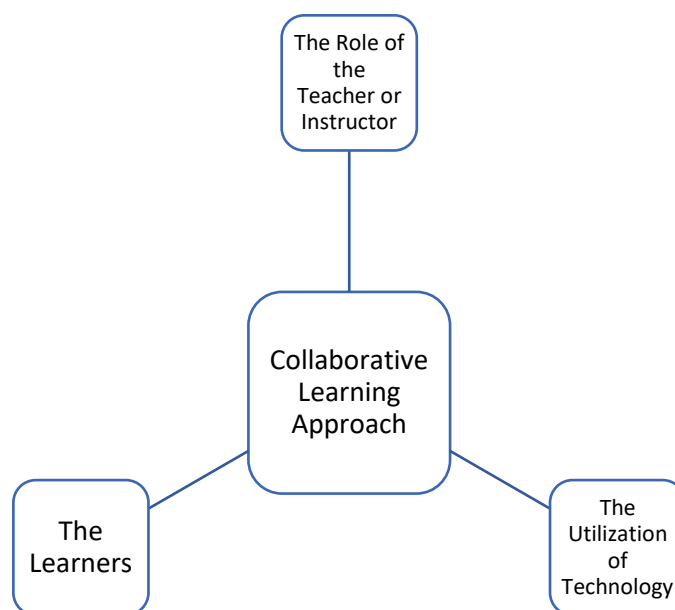 The Role of
the
Teacher or
Instructor
Collaborative
Learning
Approach
The
Learners
The
Utilization
of
Technology